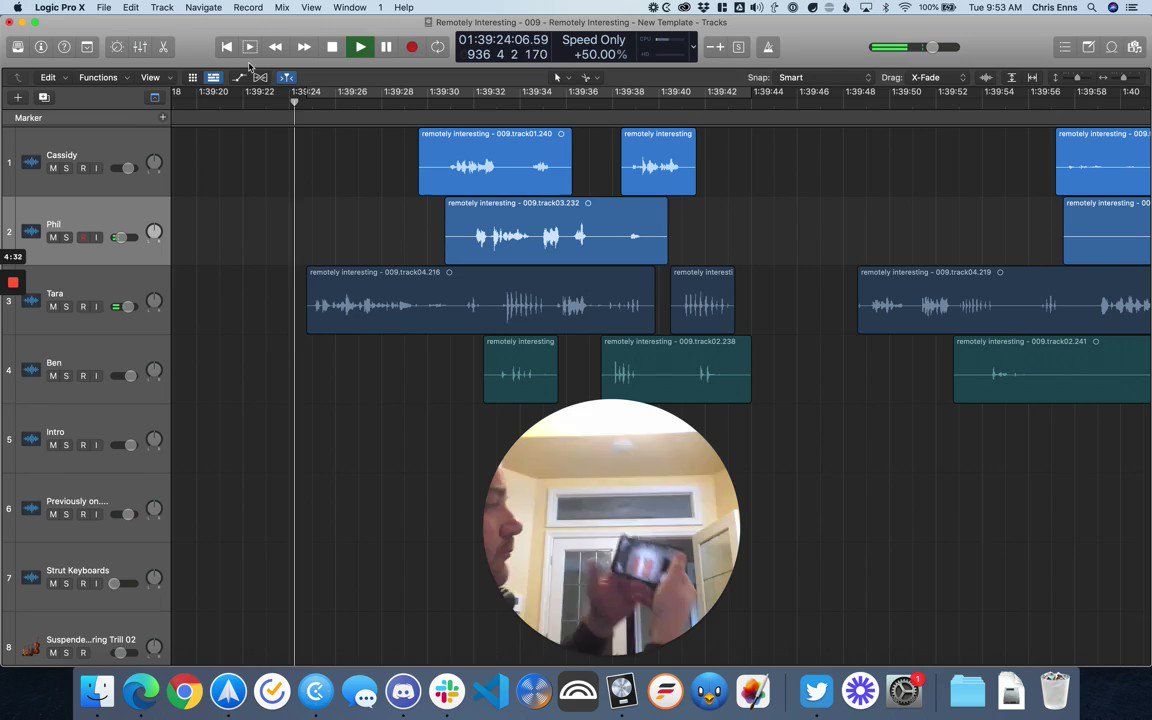 Logic Pro X File Edit Track Navigate Record Mix View Window 1 Help 100% Tue 9:53 AM Chris Enns
Remotely Interesting - 009 - Remotely Interesting - New Template - Tracks
01:39:24:06.59 Speed Only CPU
936 4 2 170 +50.00% HD
Edit Functions View Snap: Smart Drag: X-Fade
18 1:39:20 1:39:22 1:39:24 1:39:26 1:39:28 1:39:30 1:39:32 1:39:34 1:39:36 1:39:38 1:39:40 1:39:42 1:39:44 1:39:46 1:39:48 1:39:50 1:39:52 1:39:54 1:39:56 1:39:58 1:40
Marker
remotely interesting - 009.track01.240 remotely interesting remotely interesting - 009.
1 Cassidy
M S R I
L R
remotely interesting - 009.track03.232 remotely interesting - 00
2 Phil
M S R I
L R
4:32
remotely interesting - 009.track04.216 remotely interesti remotely interesting - 009.track04.219
3 Tara
M S R I
L R
remotely interesting remotely interesting - 009.track02.238 remotely interesting - 009.track02.241
4 Ben
M S R I
L R
5 Intro
M S R I
L R
6 Previously on....
M S R I
L R
7 Strut Keyboards
M S R I
L R
8 Suspende...ring Trill 02
M S R
1